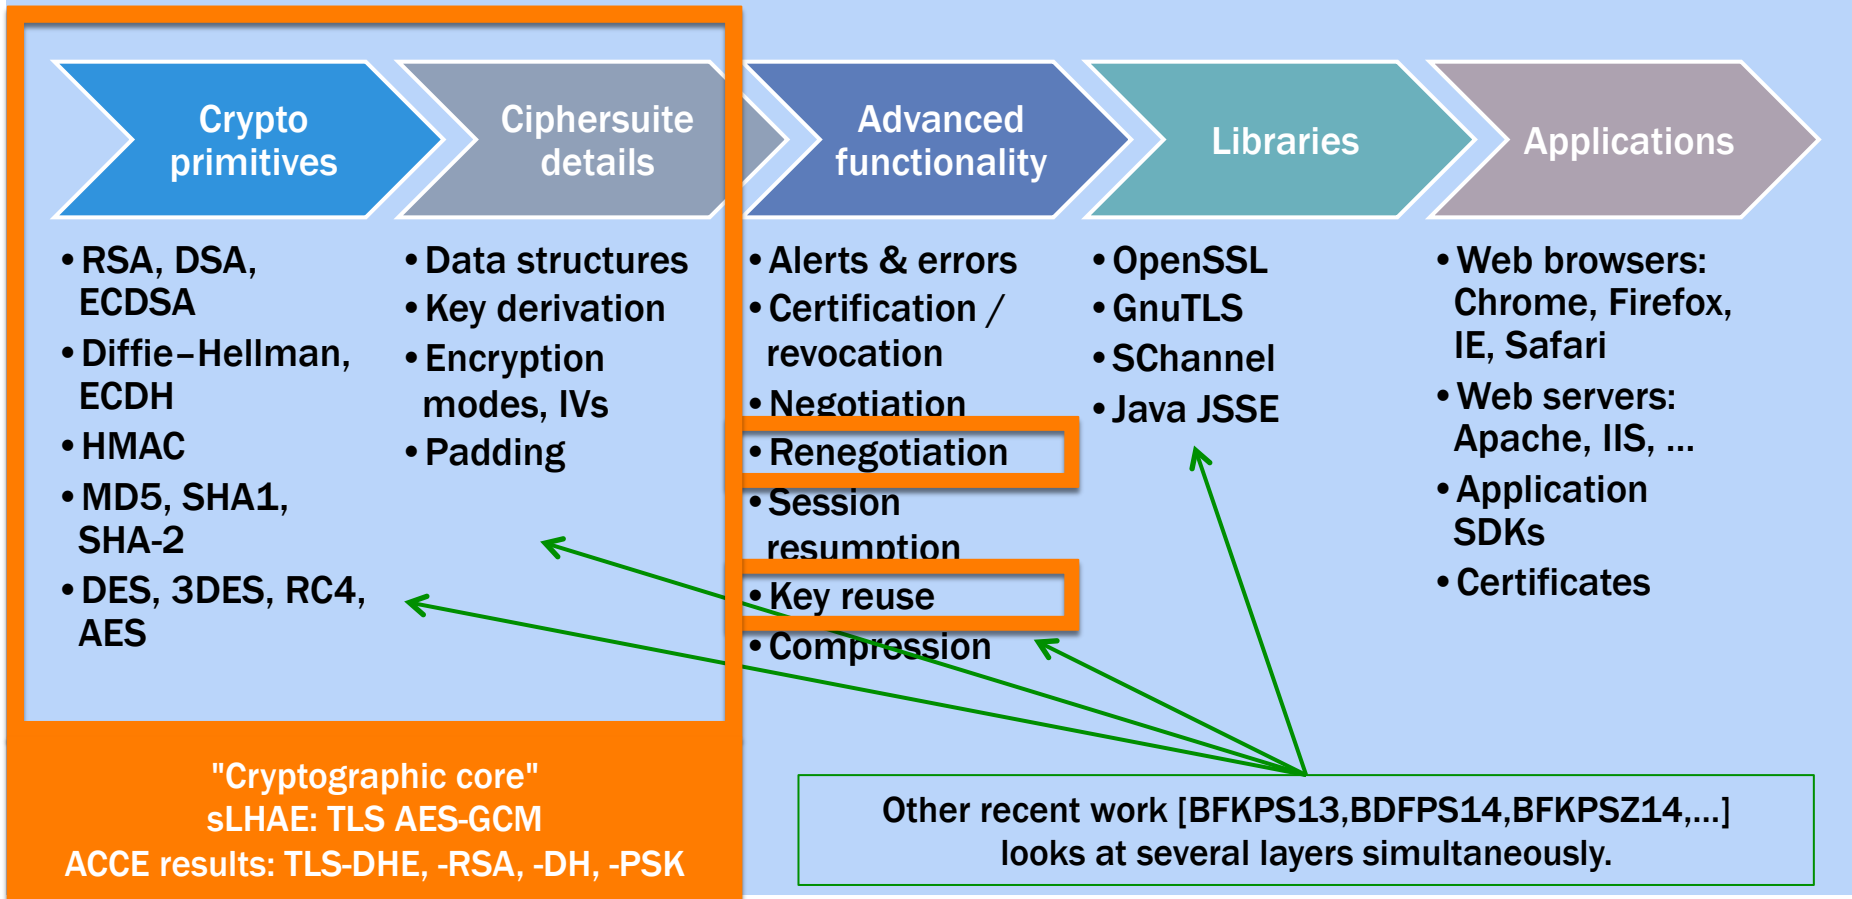 Crypto
primitives
Ciphersuite
details
Advanced
functionality
Libraries
Applications
•RSA, DSA,
ECDSA
•Diffie–Hellman,
ECDH
•HMAC
•MD5, SHA1,
SHA-2
•DES, 3DES, RC4,
AES
•Data structures
•Key derivation
•Encryption
modes, IVs
•Padding
•Alerts & errors
•Certification /
revocation
•Negotiation
•Renegotiation
•Session
resumption
•Key reuse
•Compression
•OpenSSL
•GnuTLS
•SChannel
•Java JSSE
•Web browsers:
Chrome, Firefox,
IE, Safari
•Web servers:
Apache, IIS, ...
•Application
SDKs
•Certificates
"Cryptographic core"
sLHAE: TLS AES-GCM
ACCE results: TLS-DHE, -RSA, -DH, -PSK
Other recent work [BFKPS13,BDFPS14,BFKPSZ14,...]
looks at several layers simultaneously.